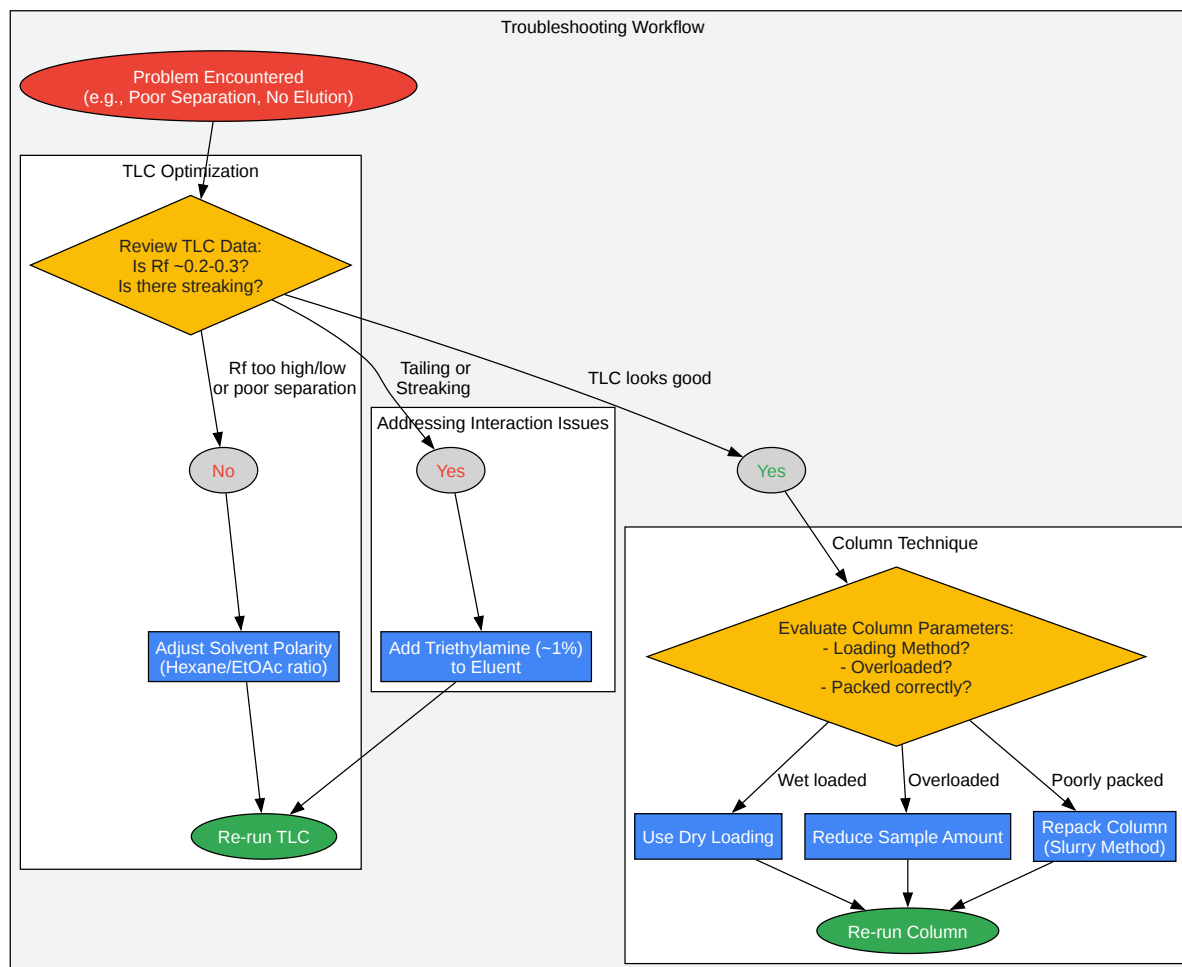 Troubleshooting Workflow
Problem Encountered
(e.g., Poor Separation, No Elution)
TLC Optimization
Review TLC Data:
Is Rf ~0.2-0.3?
Is there streaking?
Rf too high/low
or poor separation
Tailing or
Streaking
TLC looks good
Addressing Interaction Issues
No
Yes
Yes
Column Technique
Adjust Solvent Polarity
(Hexane/EtOAc ratio)
Add Triethylamine (~1%)
to Eluent
Evaluate Column Parameters:
- Loading Method?
- Overloaded?
- Packed correctly?
Wet loaded
Overloaded
Poorly packed
Re-run TLC
Use Dry Loading
Reduce Sample Amount
Repack Column
(Slurry Method)
Re-run Column